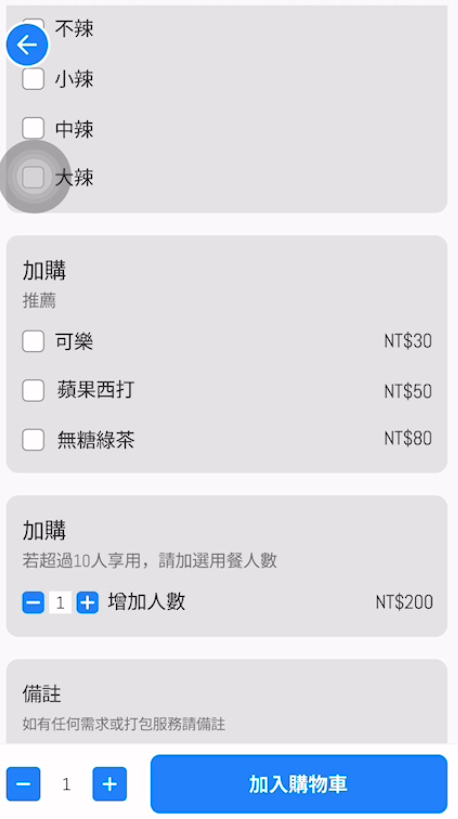 不辣
小辣
中辣
大辣
加購
推薦
可樂 NT$30
蘋果西打 NT$50
無糖綠茶 NT$80
加購
若超過10人享用，請加選用餐人數
1 增加人數 NT$200
備註
如有任何需求或打包服務請備註
1 加入購物車